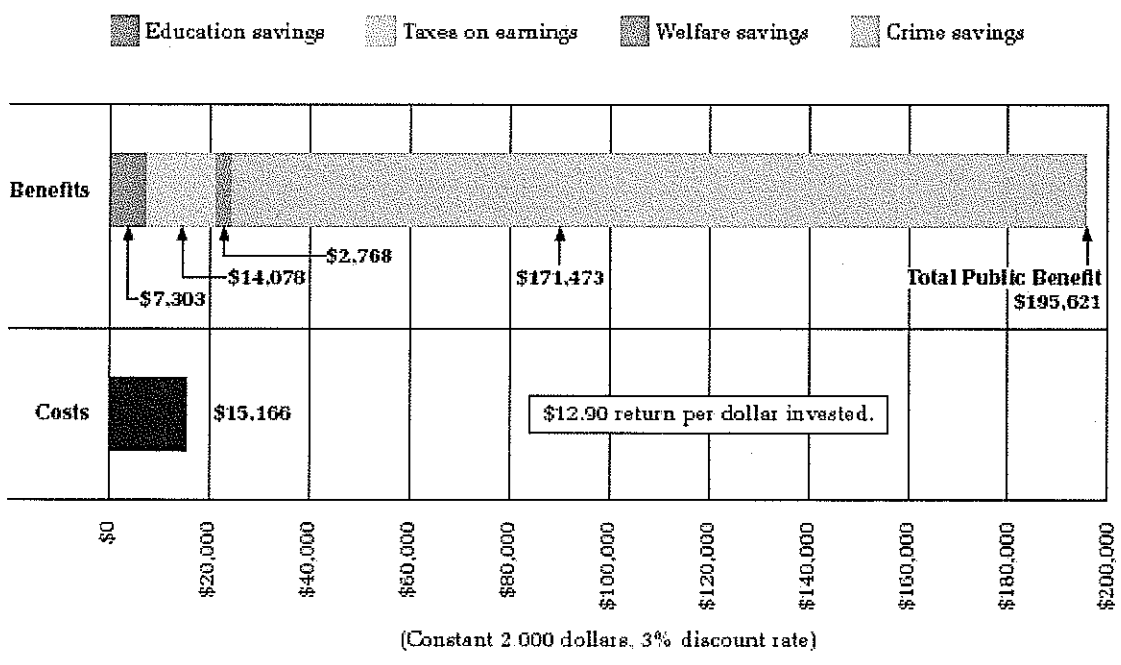 Education savings Taxes on earnings Welfare savings Crime savings
Benefits
$2,768
$14,078
$171,473
Total Public Benefit
$7,303
$195,621
Costs
$15,166
$12.90 return per dollar invested.
$0
$20,000
$40,000
$60,000
$80,000
$100,000
$120,000
$140,000
$160,000
$180,000
$200,000
(Constant 2.000 dollars, 3% discount rate)